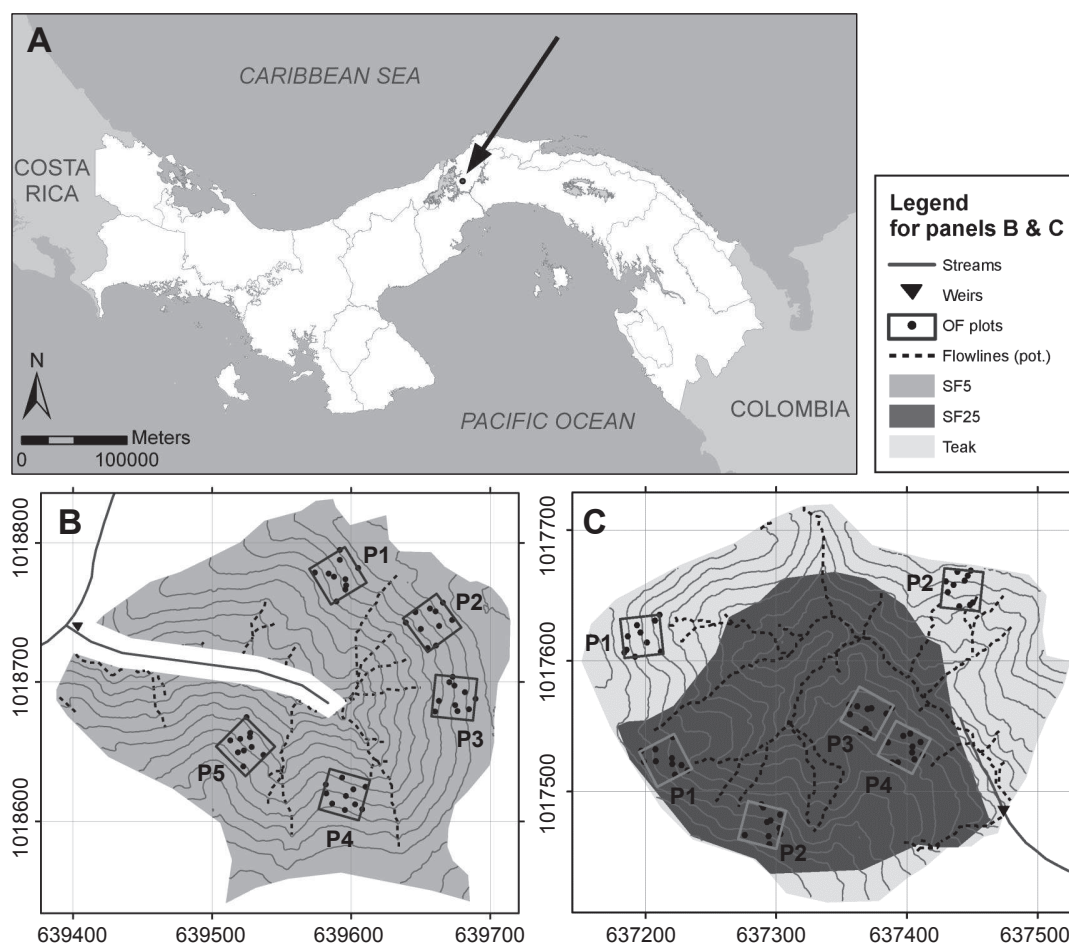 A
CARIBBEAN SEA
COSTA
RICA
N
Meters
0 100000
PACIFIC OCEAN
COLOMBIA
Legend
for panels B & C
Streams
Weirs
OF plots
Flowlines (pot.)
SF5
SF25
Teak
B
1018800
1018700
1018600
P1
P2
P3
P5
P4
639400 639500 639600 639700
C
1017700
1017600
1017500
P2
P1
P3
P4
P1
P2
637200 637300 637400 637500